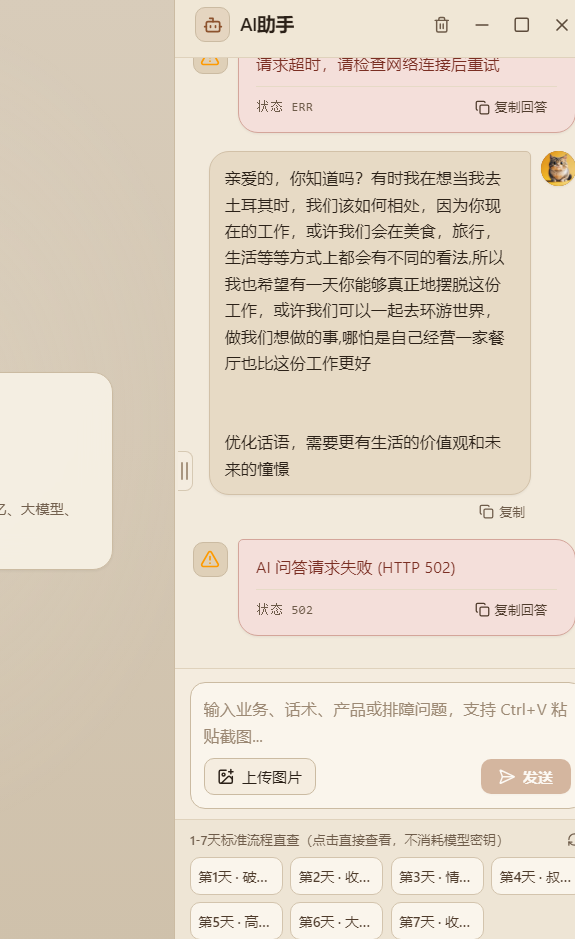 AI助手
请求超时，请检查网络连接后重试
状态 ERR
复制回答
亲爱的，你知道吗？有时我在想当我去
土耳其时，我们该如何相处，因为你现
在的工作，或许我们会在美食，旅行，
生活等等方式上都会有不同的看法,所以
我也希望有一天你能够真正地摆脱这份
工作，或许我们可以一起去环游世界，
做我们想做的事,哪怕是自己经营一家餐
厅也比这份工作更好
优化话语，需要更有生活的价值观和未
来的憧憬
复制
、大模型、
AI 问答请求失败 (HTTP 502)
状态 502
复制回答
输入业务、话术、产品或排障问题，支持 Ctrl+V 粘
贴截图...
上传图片
发送
1-7天标准流程直查（点击直接查看，不消耗模型密钥）
第1天 · 破...
第2天 · 收...
第3天 · 情...
第4天 · 叔...
第5天 · 高...
第6天 · 大...
第7天 · 收...